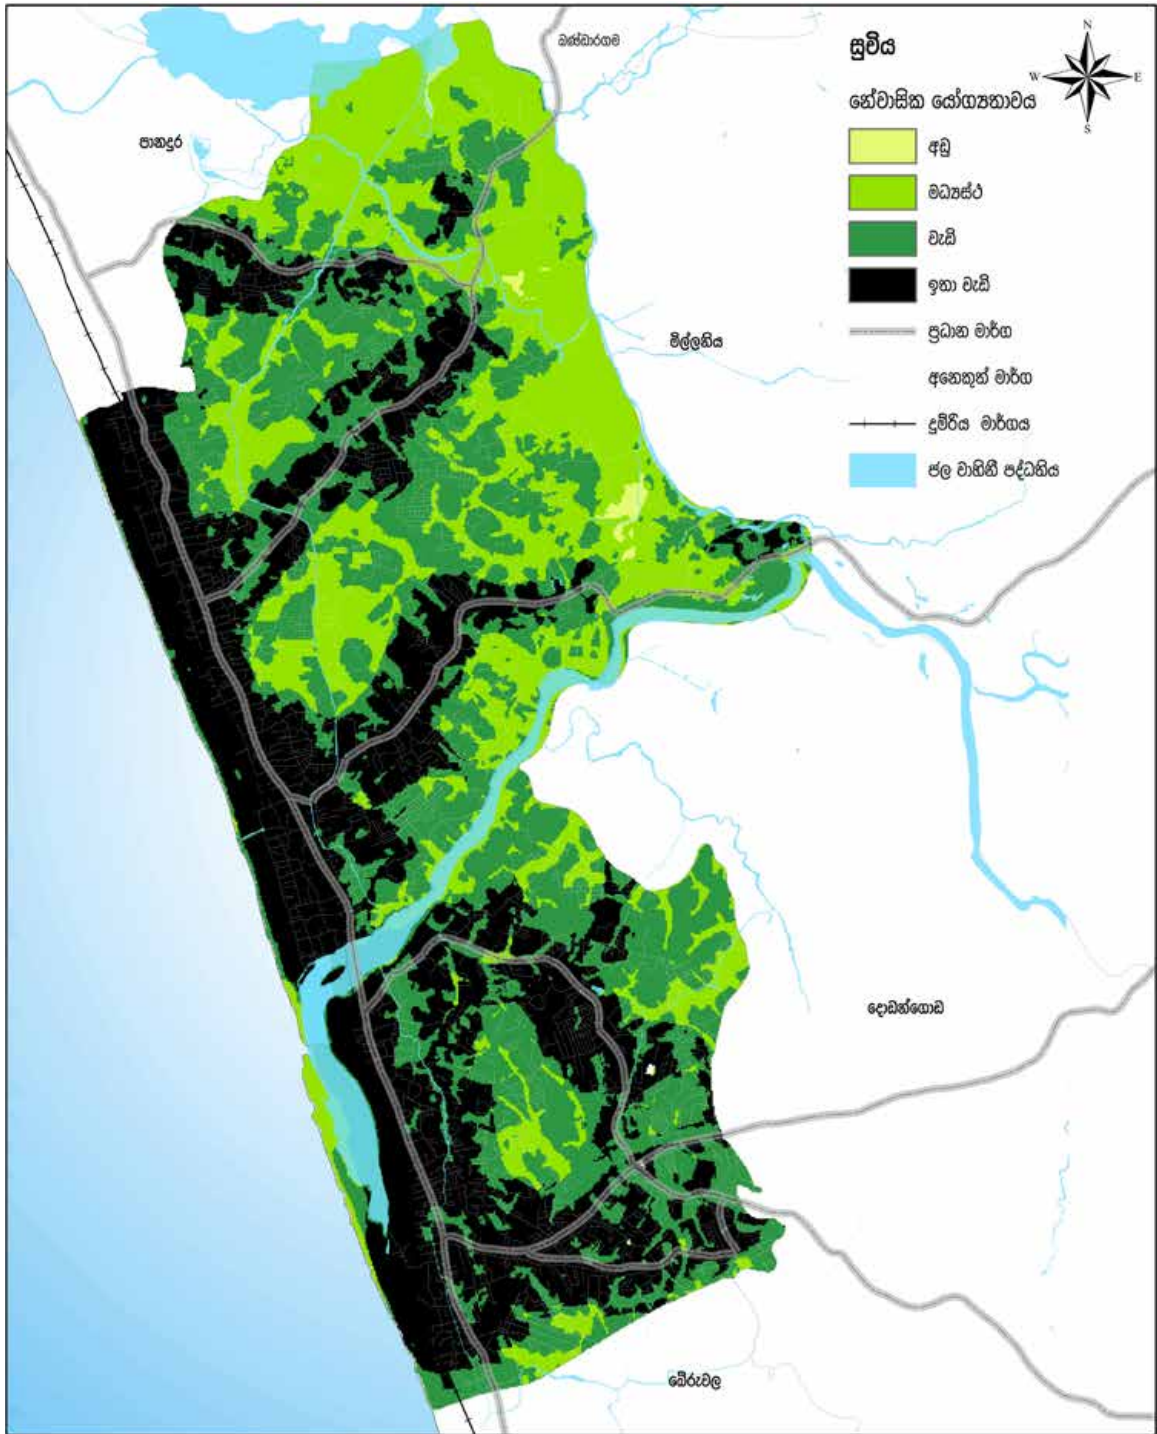 බණ්ඩාරගම
පානදුර
මිල්ලනිය
දොඩන්ගොඩ
බේරුවල
සූචිය
N
W
E
S
නේවාසික යෝග්‍යතාවය
අඩු
මධ්‍යස්ථ
වැඩි
ඉතා වැඩි
ප්‍රධාන මාර්ග
අනෙකුත් මාර්ග
දුම්රිය මාර්ගය
ජල වාහිනී පද්ධතිය